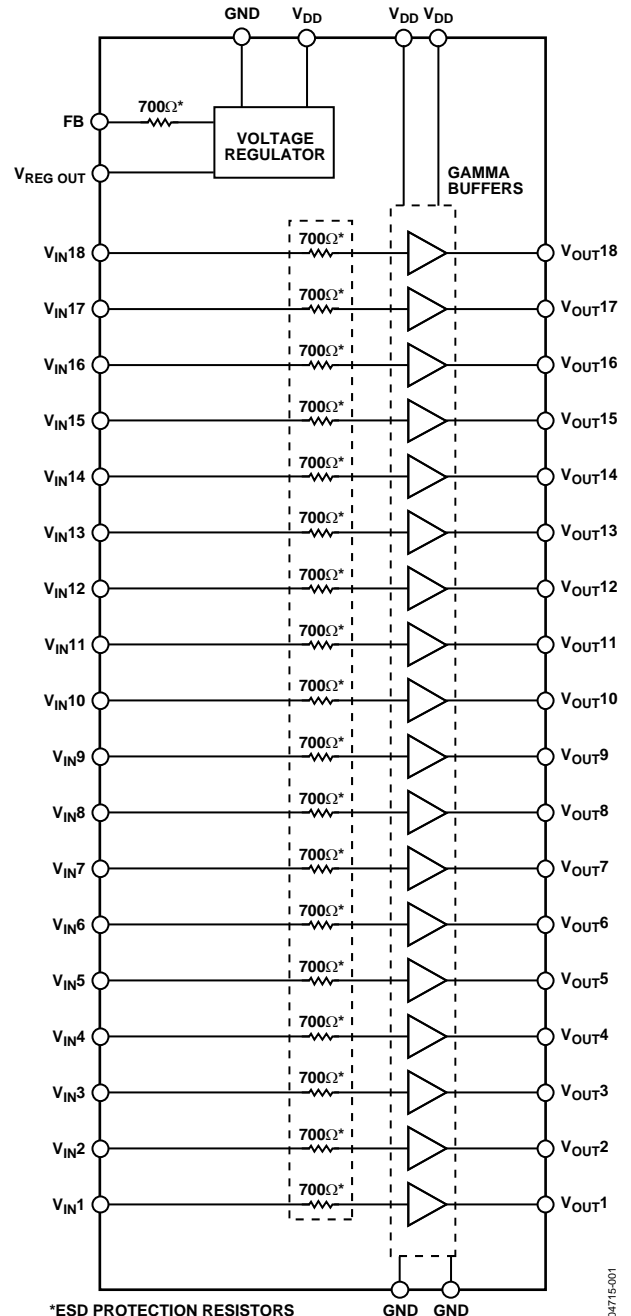 GND VDD VDD VDD
FB 700Ω*
VOLTAGE
REGULATOR
VREG OUT
GAMMA
BUFFERS
VIN18 700Ω* VOUT18
VIN17 700Ω* VOUT17
VIN16 700Ω* VOUT16
VIN15 700Ω* VOUT15
VIN14 700Ω* VOUT14
VIN13 700Ω* VOUT13
VIN12 700Ω* VOUT12
VIN11 700Ω* VOUT11
VIN10 700Ω* VOUT10
VIN9 700Ω* VOUT9
VIN8 700Ω* VOUT8
VIN7 700Ω* VOUT7
VIN6 700Ω* VOUT6
VIN5 700Ω* VOUT5
VIN4 700Ω* VOUT4
VIN3 700Ω* VOUT3
VIN2 700Ω* VOUT2
VIN1 700Ω* VOUT1
*ESD PROTECTION RESISTORS GND GND
04715-001